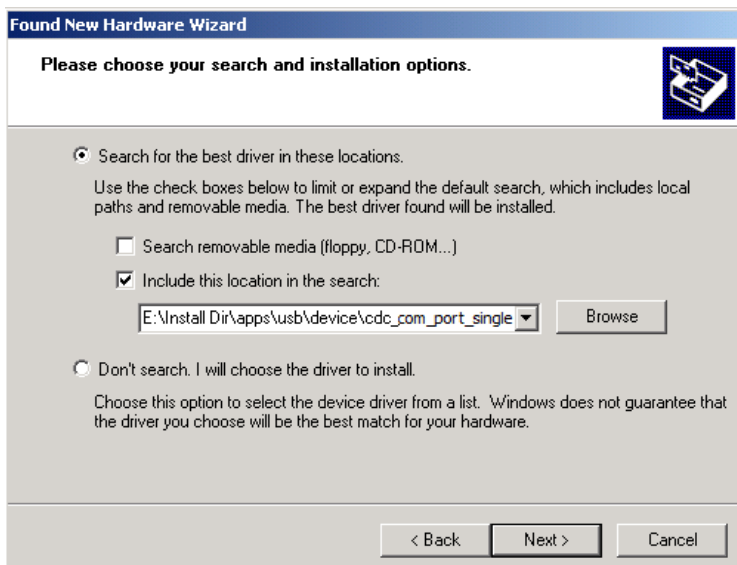 Found New Hardware Wizard
Please choose your search and installation options.
Search for the best driver in these locations.
Use the check boxes below to limit or expand the default search, which includes local
paths and removable media. The best driver found will be installed.
Search removable media (floppy, CD-ROM...)
Include this location in the search:
E:\Install Dir\apps\usb\device\cdc_com_port_single
Browse
Don't search. I will choose the driver to install.
Choose this option to select the device driver from a list. Windows does not guarantee that
the driver you choose will be the best match for your hardware.
< Back
Next >
Cancel